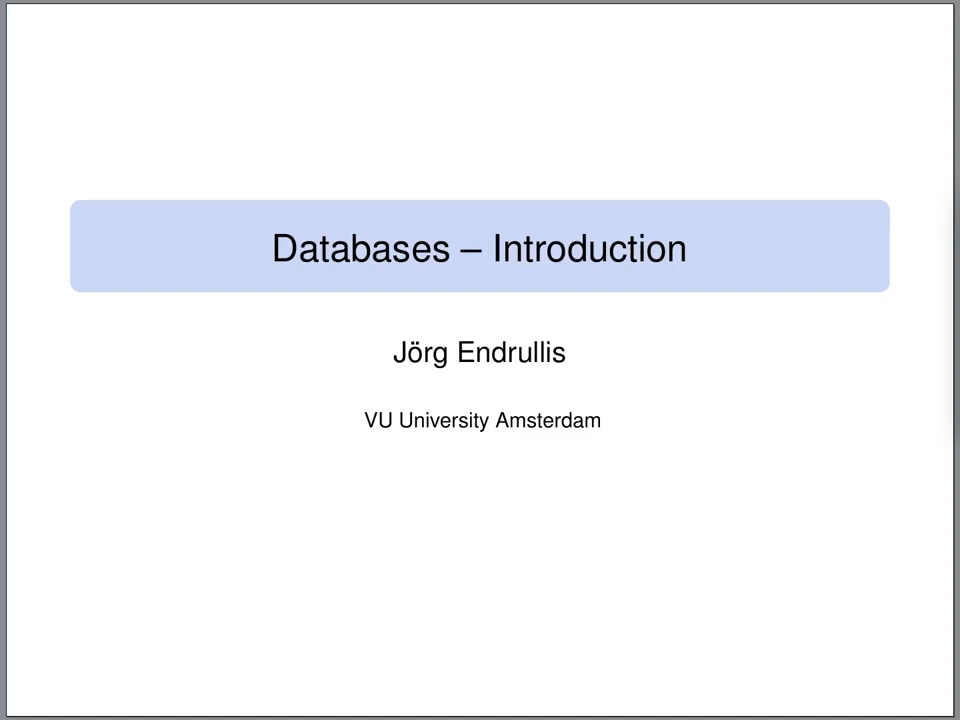 Databases – Introduction
Jörg Endrullis
VU University Amsterdam